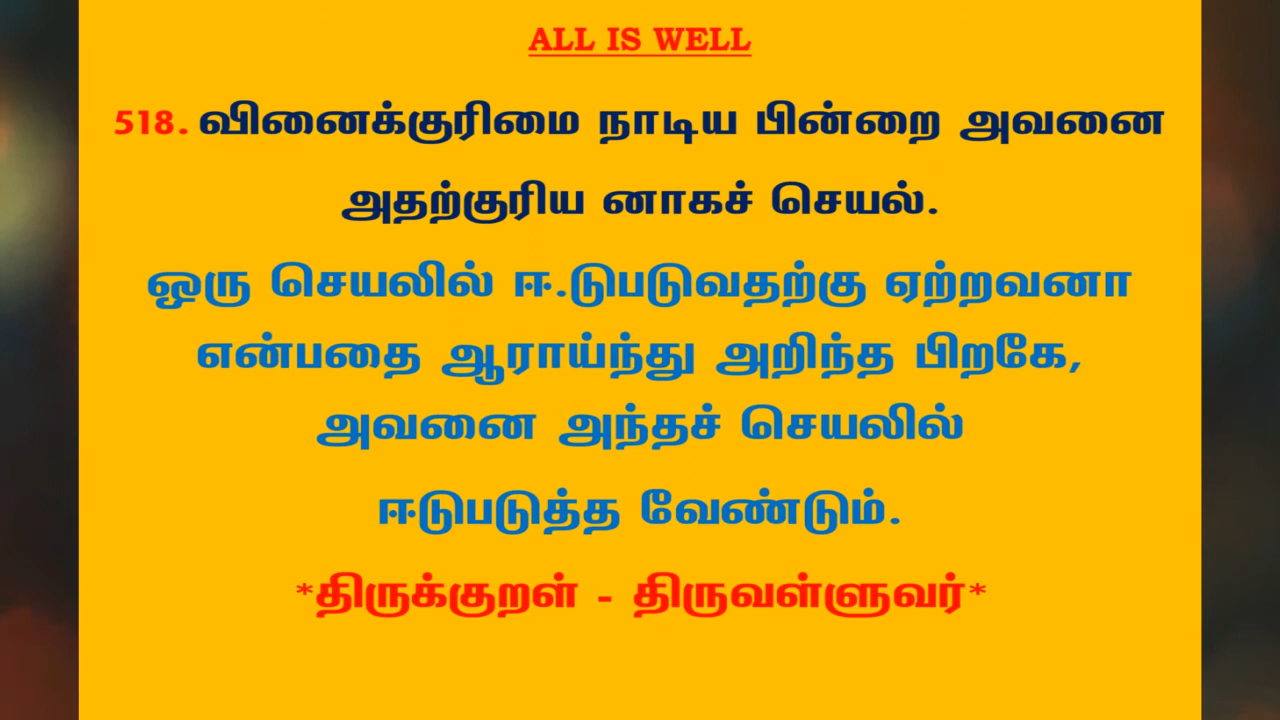 ALL IS WELL
518. வினைக்குரிமை நாடிய பின்றை அவனை
அதற்குரிய னாகச் செயல்.
ஒரு செயலில் ஈ.டுபடுவதற்கு ஏற்றவனா
என்பதை ஆராய்ந்து அறிந்த பிறகே,
அவனை அந்தச் செயலில்
ஈடுபடுத்த வேண்டும்.
*திருக்குறள் - திருவள்ளுவர்*